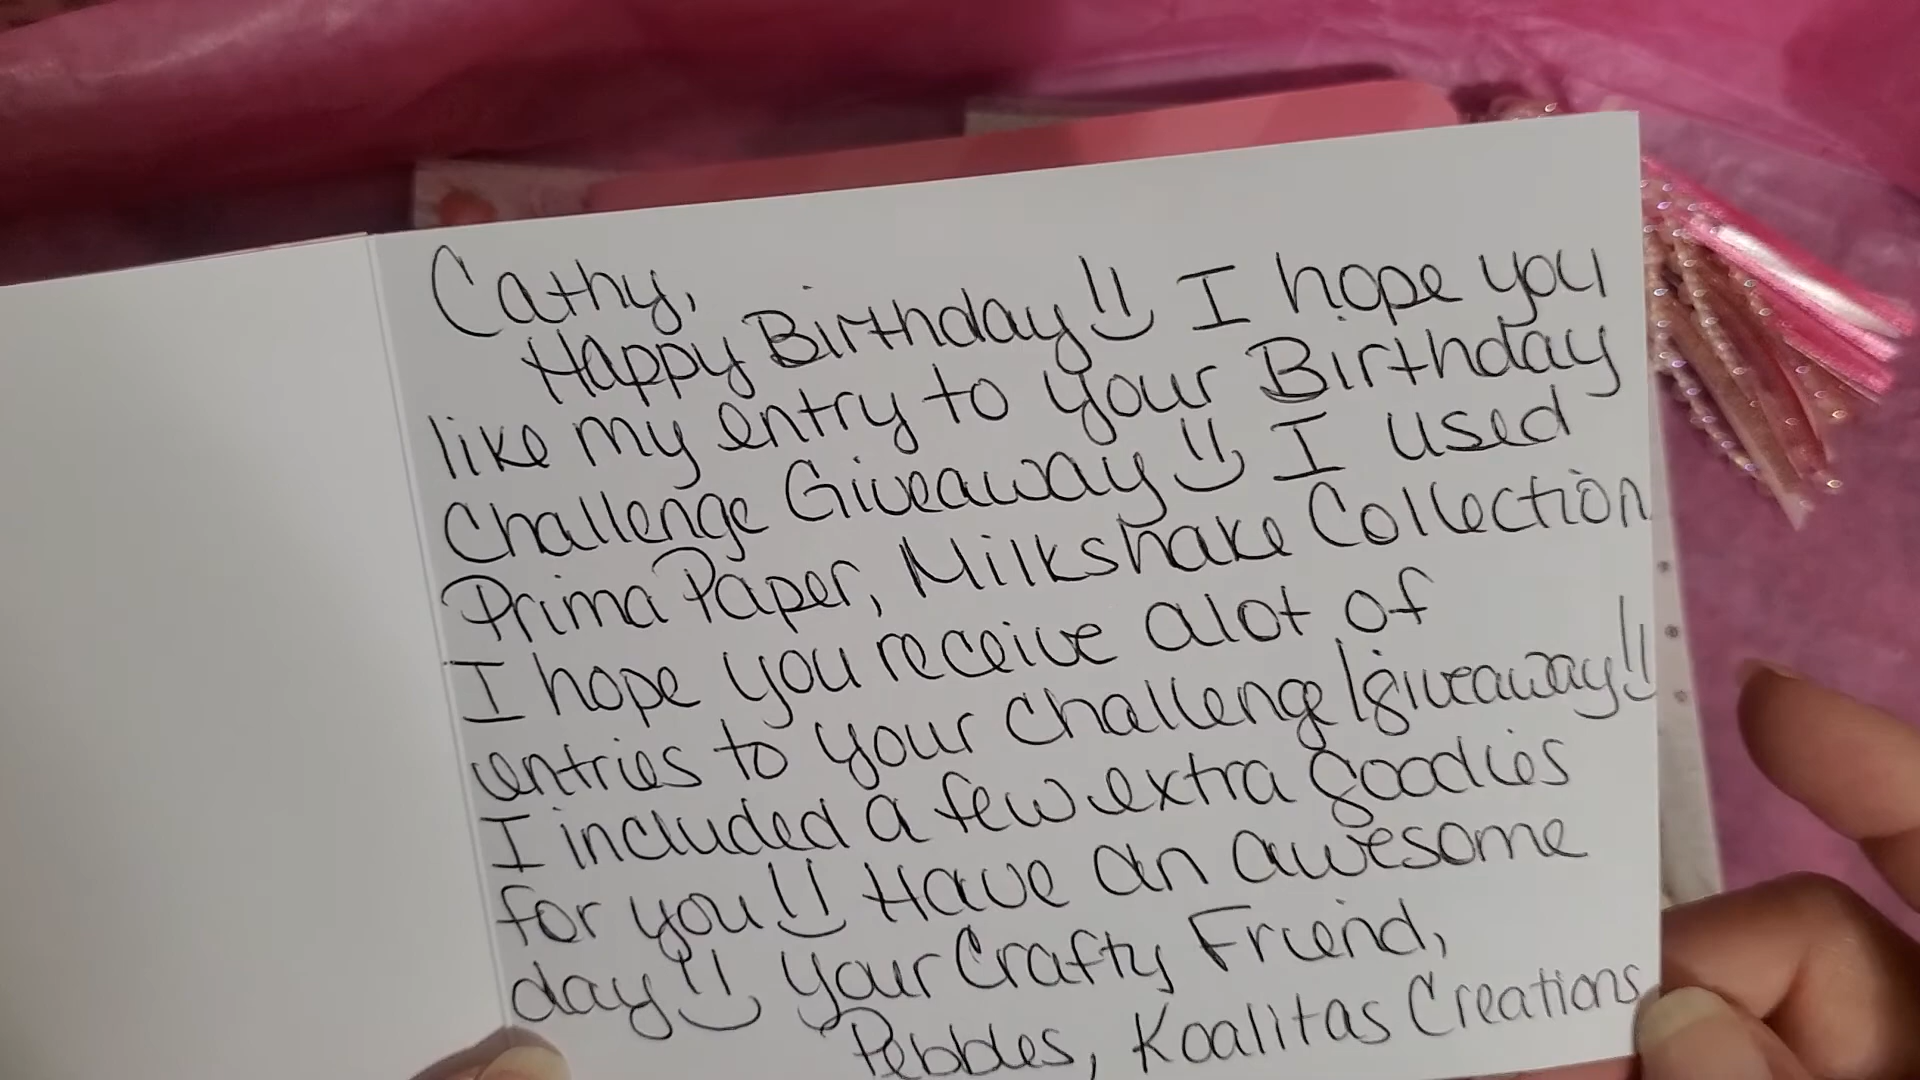 Cathy,
Happy Birthday!! I hope you
like my entry to your Birthday
Challenge Giveaway!! I used
Prima Paper, Milkshake Collection
I hope you receive alot of
entries to your challenge/giveaway!!
I included a few extra goodies
for you!! Have an awesome
day!! Your Crafty Friend,
Pebbles, Koalitas Creations